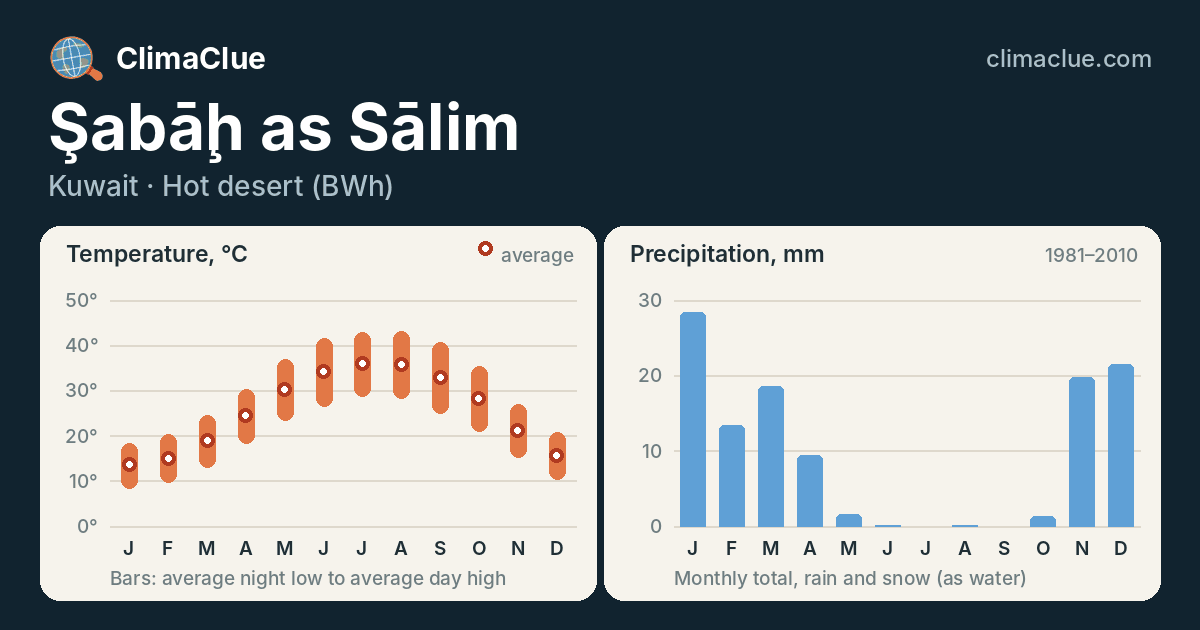 ClimaClue
climaclue.com
Şabāḩ as Sālim
Kuwait · Hot desert (BWh)
Temperature, °C
average
50°
40°
30°
20°
10°
0°
J F M A M J J A S O N D
Bars: average night low to average day high
Precipitation, mm
1981–2010
30
20
10
0
J F M A M J J A S O N D
Monthly total, rain and snow (as water)